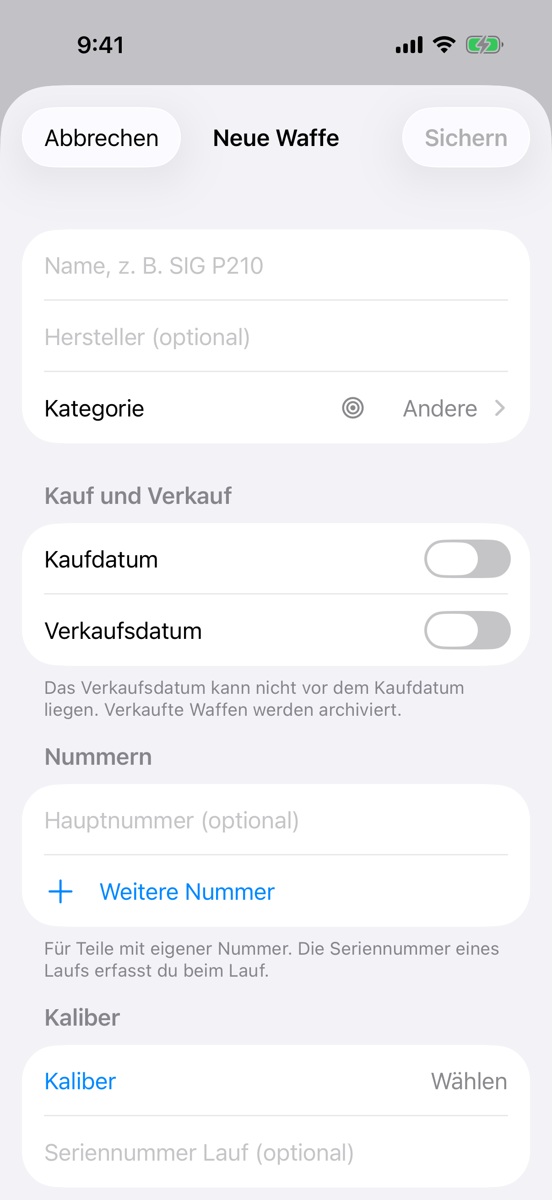 9:41
Abbrechen
Neue Waffe
Sichern
Name, z. B. SIG P210
Hersteller (optional)
Kategorie
Andere
Kauf und Verkauf
Kaufdatum
Verkaufsdatum
Das Verkaufsdatum kann nicht vor dem Kaufdatum
liegen. Verkaufte Waffen werden archiviert.
Nummern
Hauptnummer (optional)
Weitere Nummer
Für Teile mit eigener Nummer. Die Seriennummer eines
Laufs erfasst du beim Lauf.
Kaliber
Kaliber
Wählen
Seriennummer Lauf (optional)